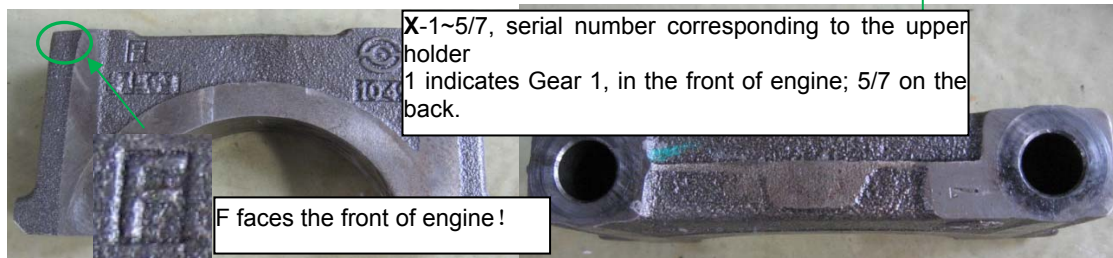 X-1~5/7, serial number corresponding to the upper
holder
1 indicates Gear 1, in the front of engine; 5/7 on the
back.
F
F
F faces the front of engine!